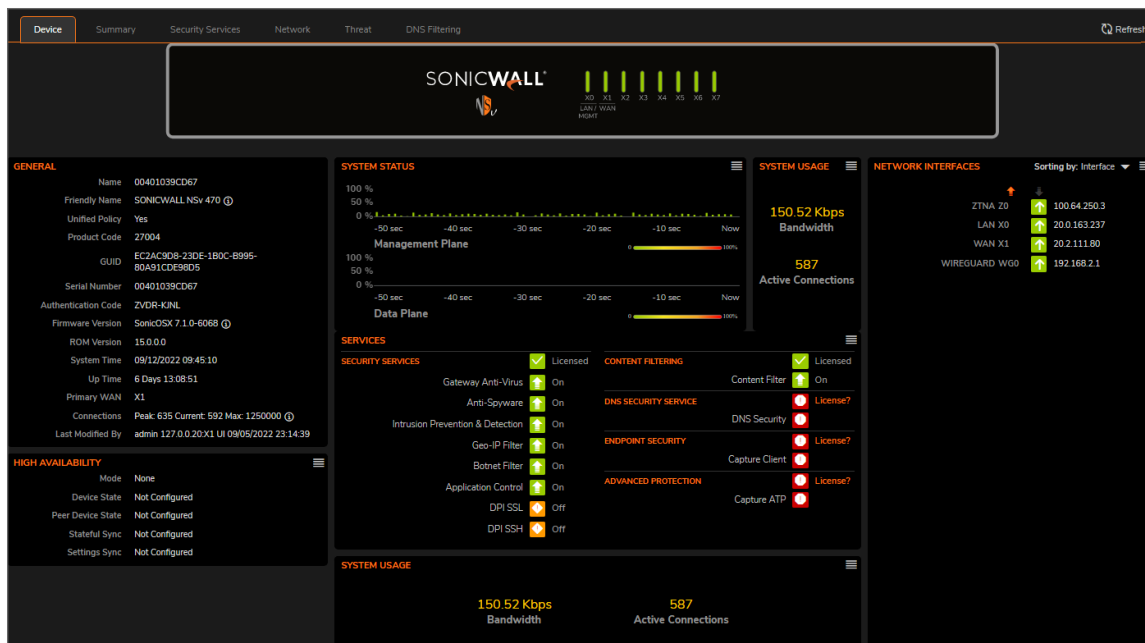 Device Summary Security Services Network Threat DNS Filtering Refresh
SONICWALL
NSv
X0 X1 X2 X3 X4 X5 X6 X7
LAN / WAN
MGMT
GENERAL
Name 00401039CD67
Friendly Name SONICWALL NSv 470
Unified Policy Yes
Product Code 27004
GUID EC2AC9D8-23DE-1B0C-B995-
80A91CDE98D5
Serial Number 00401039CD67
Authentication Code ZVDR-KJNL
Firmware Version SonicOSX 7.1.0-6068
ROM Version 15.0.0.0
System Time 09/12/2022 09:45:10
Up Time 6 Days 13:08:51
Primary WAN X1
Connections Peak: 635 Current: 592 Max: 1250000
Last Modified By admin 127.0.0.20:X1 UI 09/05/2022 23:14:39
HIGH AVAILABILITY
Mode None
Device State Not Configured
Peer Device State Not Configured
Stateful Sync Not Configured
Settings Sync Not Configured
SYSTEM STATUS
100 %
50 %
0 %
-50 sec -40 sec -30 sec -20 sec -10 sec Now
Management Plane 0 100%
100 %
50 %
0 %
-50 sec -40 sec -30 sec -20 sec -10 sec Now
Data Plane 0 100%
SYSTEM USAGE
150.52 Kbps
Bandwidth
587
Active Connections
SERVICES
SECURITY SERVICES Licensed
Gateway Anti-Virus On
Anti-Spyware On
Intrusion Prevention & Detection On
Geo-IP Filter On
Botnet Filter On
Application Control On
DPI SSL Off
DPI SSH Off
CONTENT FILTERING Licensed
Content Filter On
DNS SECURITY SERVICE License?
DNS Security
ENDPOINT SECURITY License?
Capture Client
ADVANCED PROTECTION License?
Capture ATP
SYSTEM USAGE
150.52 Kbps 587
Bandwidth Active Connections
NETWORK INTERFACES Sorting by: Interface
ZTNA Z0 100.64.250.3
LAN X0 20.0.163.237
WAN X1 20.2.111.80
WIREGUARD WG0 192.168.2.1